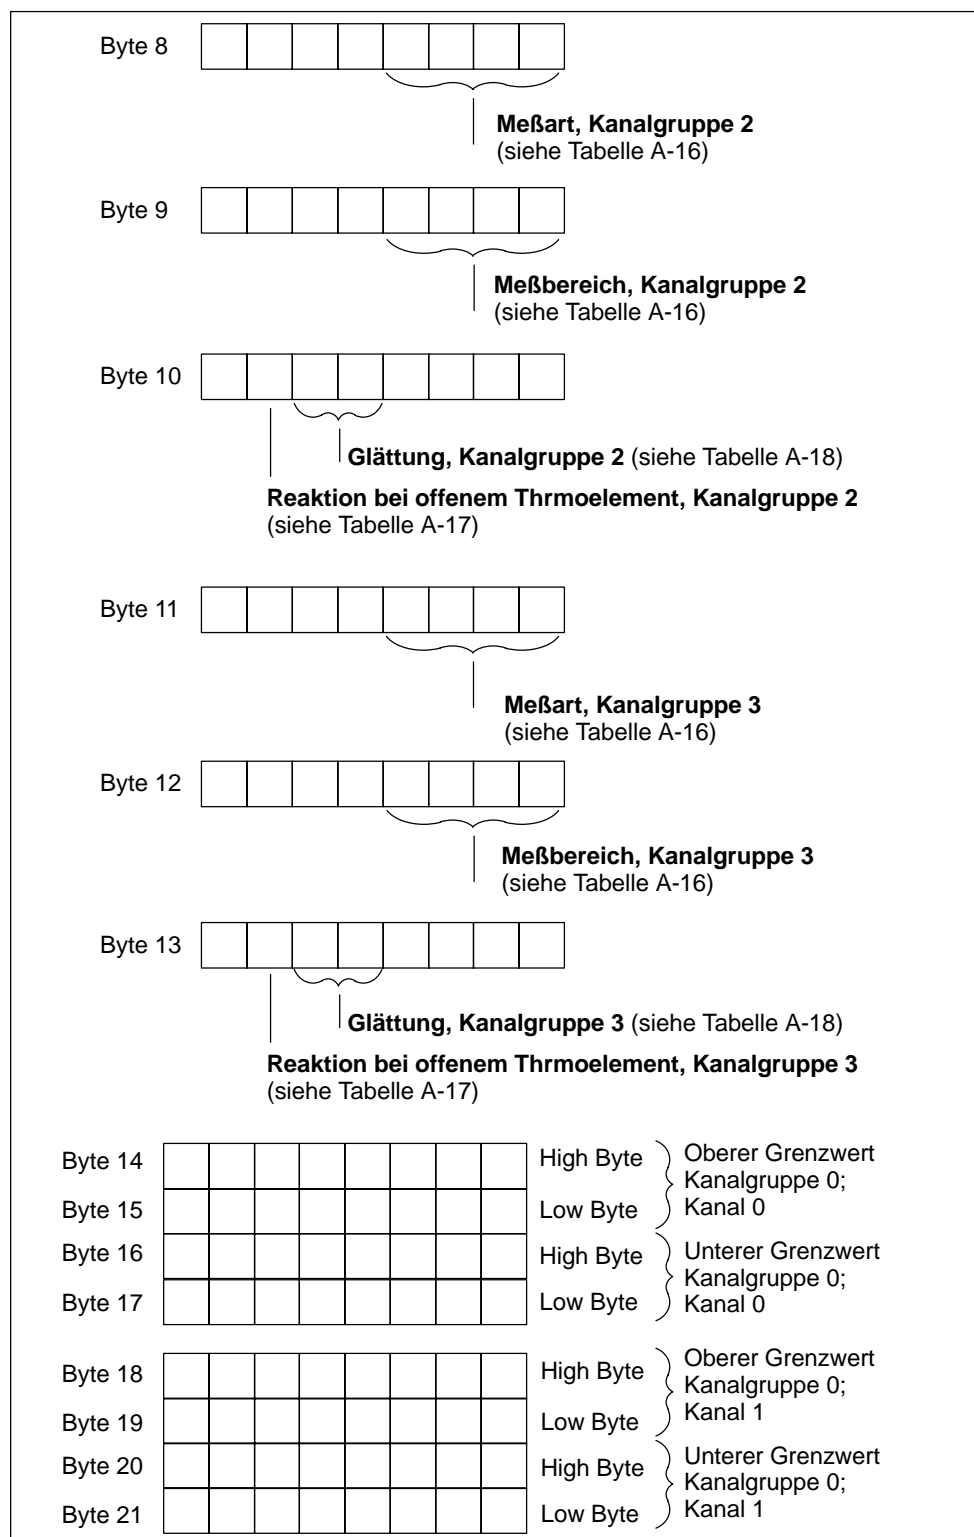 Byte 8
Meßart, Kanalgruppe 2
(siehe Tabelle A-16)
Byte 9
Meßbereich, Kanalgruppe 2
(siehe Tabelle A-16)
Byte 10
Glättung, Kanalgruppe 2 (siehe Tabelle A-18)
Reaktion bei offenem Thrmoelement, Kanalgruppe 2
(siehe Tabelle A-17)
Byte 11
Meßart, Kanalgruppe 3
(siehe Tabelle A-16)
Byte 12
Meßbereich, Kanalgruppe 3
(siehe Tabelle A-16)
Byte 13
Glättung, Kanalgruppe 3 (siehe Tabelle A-18)
Reaktion bei offenem Thrmoelement, Kanalgruppe 3
(siehe Tabelle A-17)
Byte 14
High Byte
Byte 15
Low Byte
Oberer Grenzwert
Kanalgruppe 0;
Kanal 0
Byte 16
High Byte
Byte 17
Low Byte
Unterer Grenzwert
Kanalgruppe 0;
Kanal 0
Byte 18
High Byte
Byte 19
Low Byte
Oberer Grenzwert
Kanalgruppe 0;
Kanal 1
Byte 20
High Byte
Byte 21
Low Byte
Unterer Grenzwert
Kanalgruppe 0;
Kanal 1